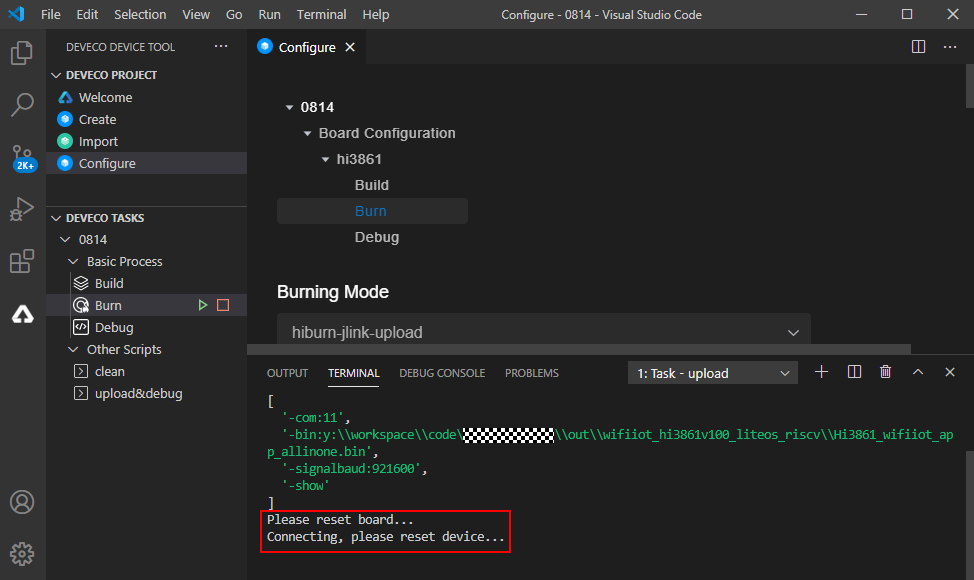 File Edit Selection View Go Run Terminal Help Configure - 0814 - Visual Studio Code
DEVECO DEVICE TOOL ···
DEVECO PROJECT
Welcome
Create
Import
Configure
2K+
DEVECO TASKS
0814
Basic Process
Build
Burn
Debug
Other Scripts
clean
upload&debug
Configure
0814
Board Configuration
hi3861
Build
Burn
Debug
Burning Mode
hiburn-jlink-upload
OUTPUT TERMINAL DEBUG CONSOLE PROBLEMS 1: Task - upload
[
'-com:11',
'-bin:y:\\workspace\\code\ \\out\\wifiiot_hi3861v100_liteos_riscv\\Hi3861_wifiiot_ap
p_allinone.bin',
'-signalbaud:921600',
'-show'
]
Please reset board...
Connecting, please reset device...